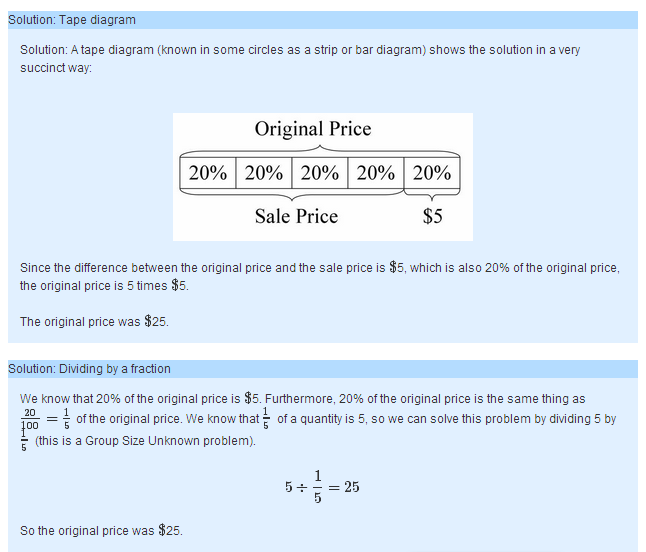 Solution: Tape diagram
Solution: A tape diagram (known in some circles as a strip or bar diagram) shows the solution in a very
succinct way:
Original Price
20% 20% 20% 20% 20%
Sale Price $5
Since the difference between the original price and the sale price is $5, which is also 20% of the original price,
the original price is 5 times $5.
The original price was $25.
Solution: Dividing by a fraction
We know that 20% of the original price is $5. Furthermore, 20% of the original price is the same thing as
20/100 = 1/5 of the original price. We know that 1/5 of a quantity is 5, so we can solve this problem by dividing 5 by
1/5 (this is a Group Size Unknown problem).
5 ÷ 1/5 = 25
So the original price was $25.